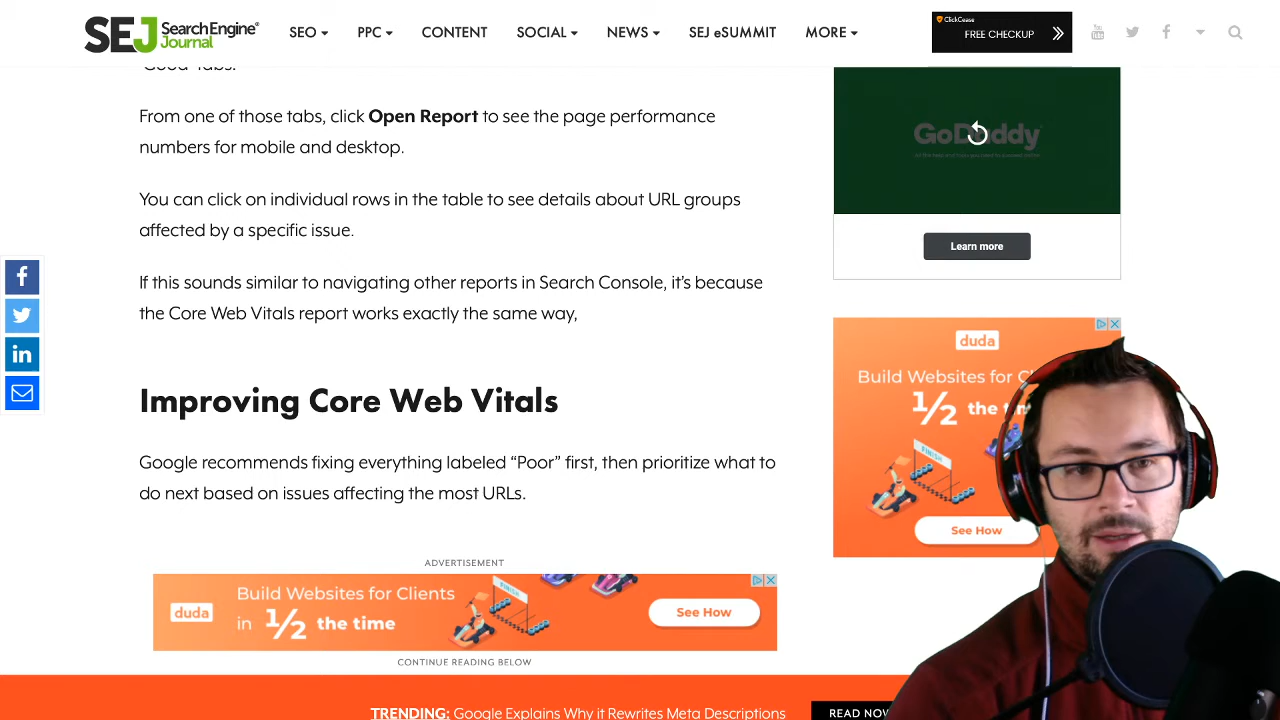 SEJ Search Engine Journal
SEO PPC CONTENT SOCIAL NEWS SEJ eSUMMIT MORE
ClickCease
FREE CHECKUP
You Tube
"Good" tabs.
From one of those tabs, click Open Report to see the page performance
numbers for mobile and desktop.
You can click on individual rows in the table to see details about URL groups
affected by a specific issue.
If this sounds similar to navigating other reports in Search Console, it's because
the Core Web Vitals report works exactly the same way,
Improving Core Web Vitals
Google recommends fixing everything labeled “Poor” first, then prioritize what to
do next based on issues affecting the most URLs.
ADVERTISEMENT
duda
Build Websites for Clients
in 1/2 the time
FINISH
See How
CONTINUE READING BELOW
TRENDING: Google Explains Why it Rewrites Meta Descriptions
READ NOW
GoDaddy
Learn more
duda
Build Websites for Cl
1/2 the tim
FINISH
See How